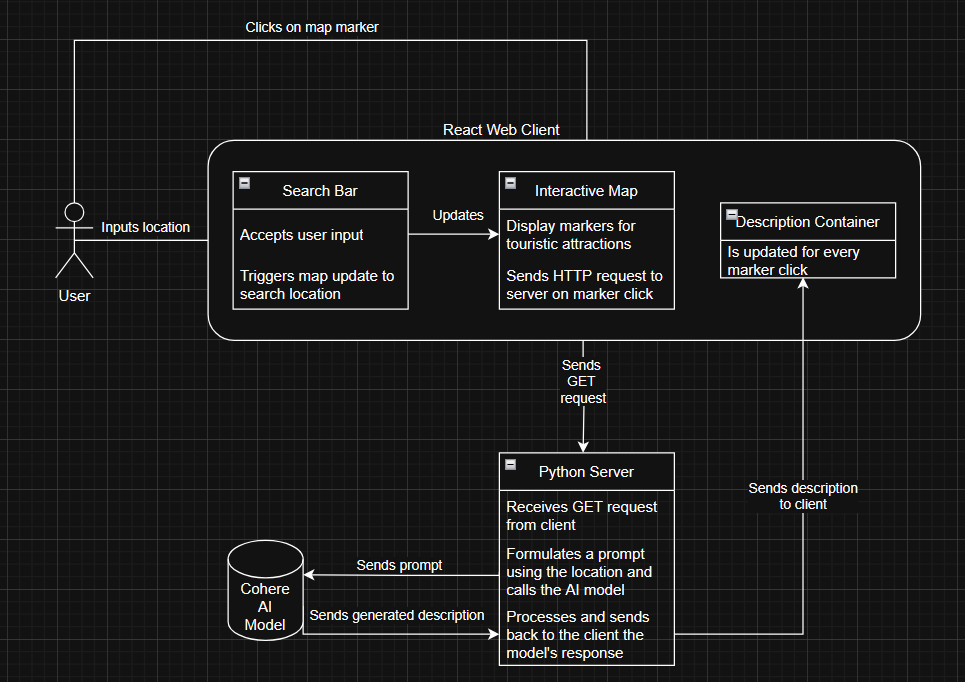 Clicks on map marker
React Web Client
Search Bar
Accepts user input
Triggers map update to
search location
Updates
Interactive Map
Display markers for
touristic attractions
Sends HTTP request to
server on marker click
Description Container
Is updated for every
marker click
Inputs location
User
Sends
GET
request
Python Server
Receives GET request
from client
Formulates a prompt
using the location and
calls the AI model
Processes and sends
back to the client the
model's response
Sends description
to client
Sends prompt
Cohere
AI
Model
Sends generated description